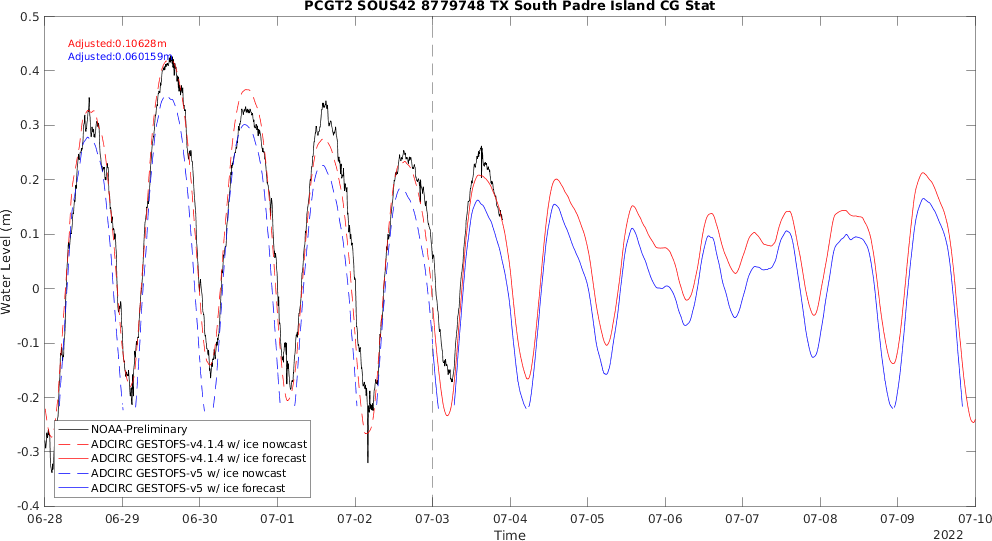 PCGT2 SOUS42 8779748 TX South Padre Island CG Stat
Adjusted:0.10628m
Adjusted:0.060159m
0.5
0.4
0.3
0.2
0.1
0
-0.1
-0.2
-0.3
-0.4
Water Level (m)
NOAA-Preliminary
ADCIRC GESTOFS-v4.1.4 w/ ice nowcast
ADCIRC GESTOFS-v4.1.4 w/ ice forecast
ADCIRC GESTOFS-v5 w/ ice nowcast
ADCIRC GESTOFS-v5 w/ ice forecast
06-28 06-29 06-30 07-01 07-02 07-03 07-04 07-05 07-06 07-07 07-08 07-09 07-10
Time
2022